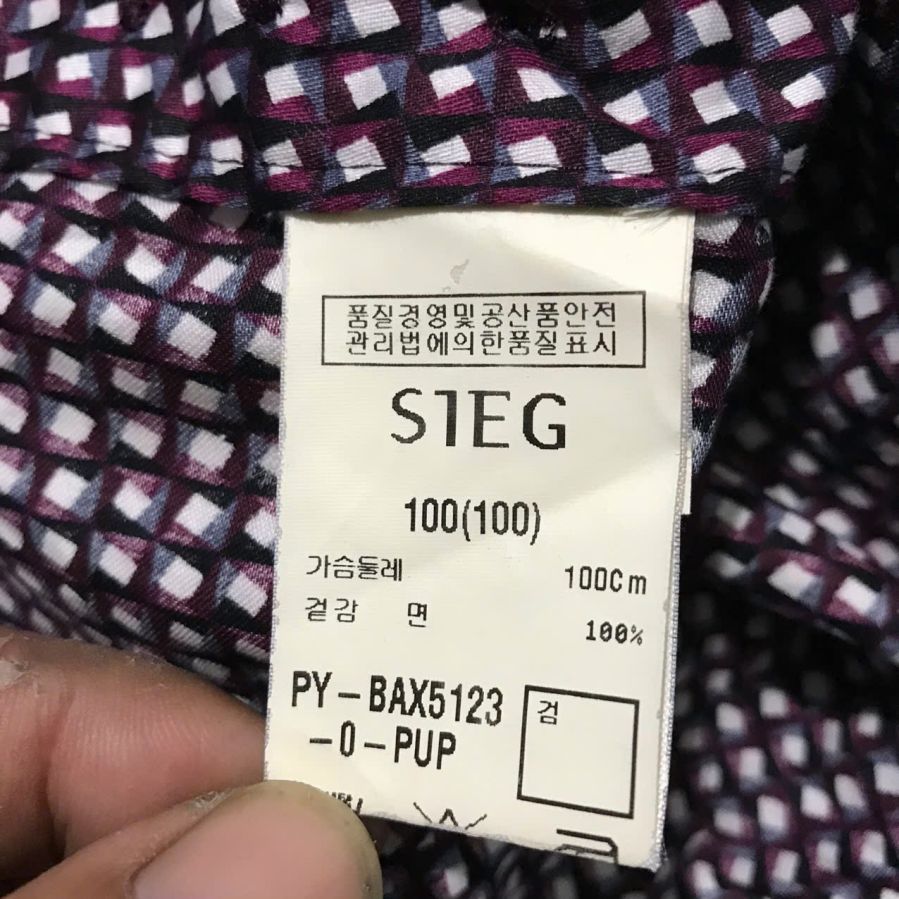 품질경영및공산품안전
관리법에의한품질표시
SIEG
100(100)
가슴둘레 100Cm
겉감 면 100%
PY-BAX5123
-0-PUP
검